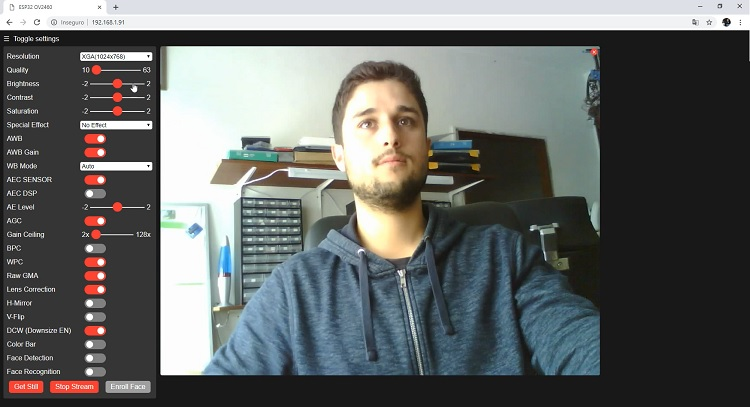 ESP32 OV2460
Inseguro | 192.168.1.91
Toggle settings
Resolution XGA(1024x768)
Quality 10 63
Brightness -2 2
Contrast -2 2
Saturation -2 2
Special Effect No Effect
AWB
AWB Gain
WB Mode Auto
AEC SENSOR
AEC DSP
AE Level -2 2
AGC
Gain Ceiling 2x 128x
BPC
WPC
Raw GMA
Lens Correction
H-Mirror
V-Flip
DCW (Downsize EN)
Color Bar
Face Detection
Face Recognition
Get Still Stop Stream Enroll Face